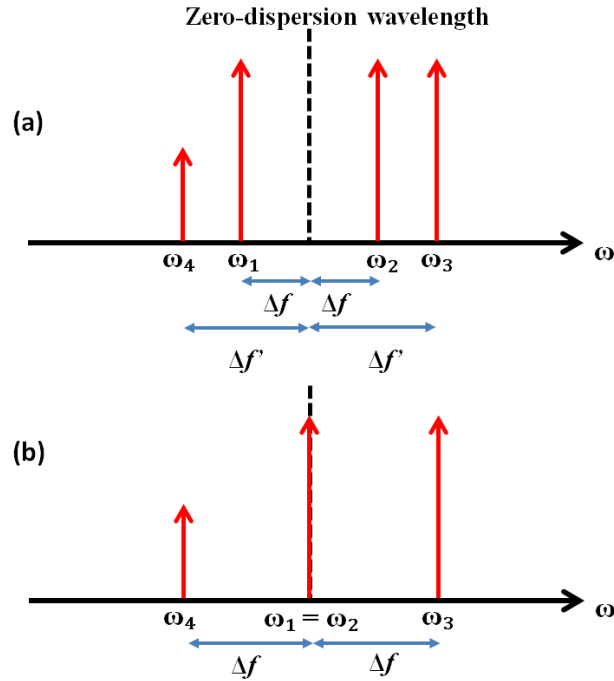 Zero-dispersion wavelength
(a)
ω4 ω1 ω2 ω3 ω
Δf Δf
Δf' Δf'
(b)
ω4 ω1 = ω2 ω3 ω
Δf Δf